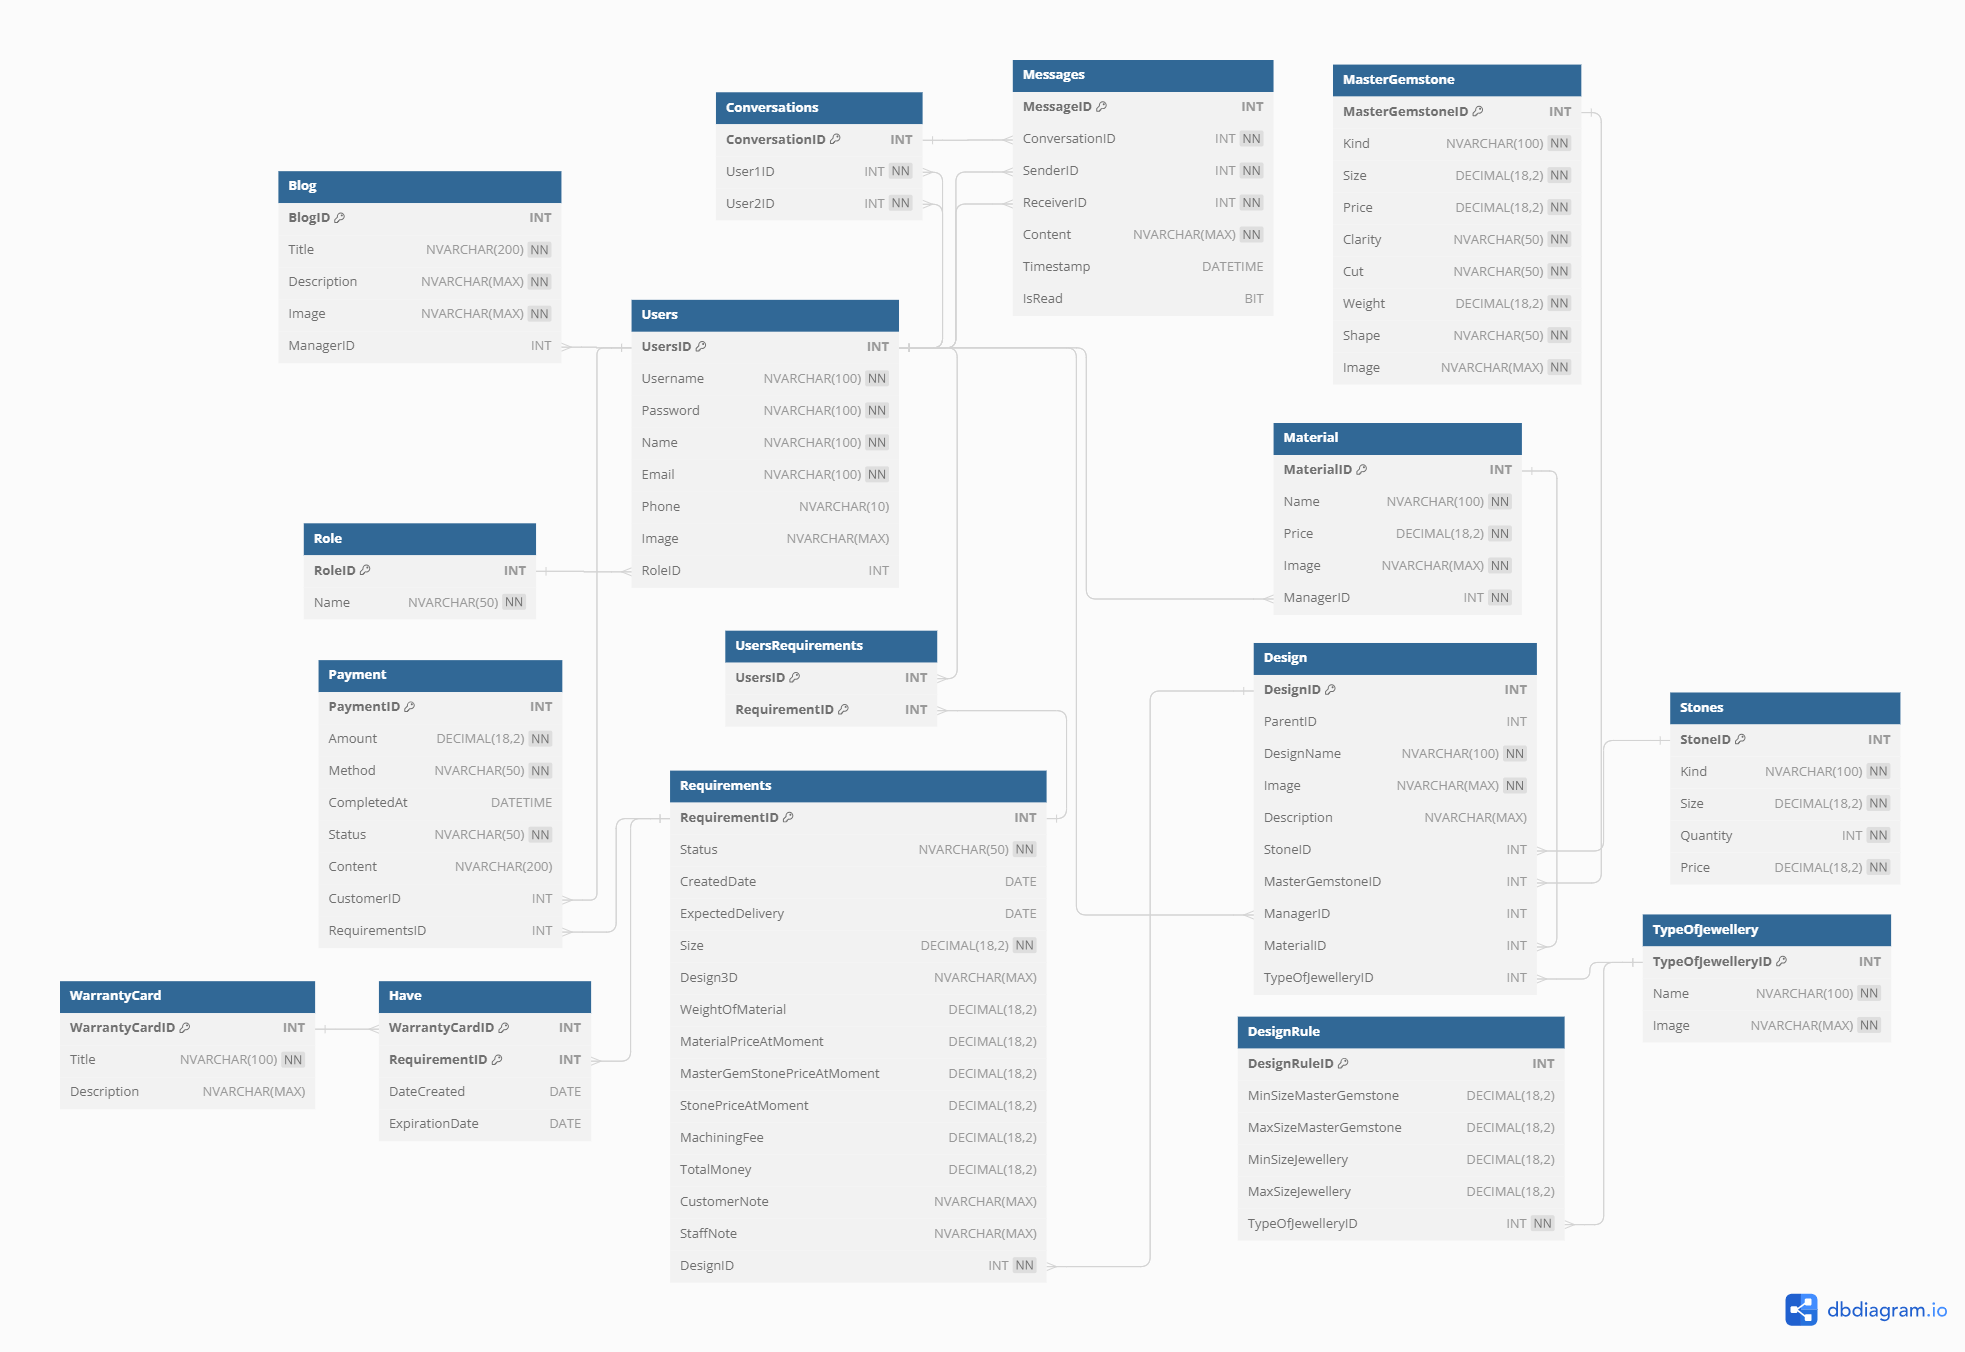 Blog
BlogID INT
Title NVARCHAR(200) NN
Description NVARCHAR(MAX) NN
Image NVARCHAR(MAX) NN
ManagerID INT
Conversations
ConversationID INT
User1ID INT NN
User2ID INT NN
Messages
MessageID INT
ConversationID INT NN
SenderID INT NN
ReceiverID INT NN
Content NVARCHAR(MAX) NN
Timestamp DATETIME
IsRead BIT
MasterGemstone
MasterGemstoneID INT
Kind NVARCHAR(100) NN
Size DECIMAL(18,2) NN
Price DECIMAL(18,2) NN
Clarity NVARCHAR(50) NN
Cut NVARCHAR(50) NN
Weight DECIMAL(18,2) NN
Shape NVARCHAR(50) NN
Image NVARCHAR(MAX) NN
Users
UsersID INT
Username NVARCHAR(100) NN
Password NVARCHAR(100) NN
Name NVARCHAR(100) NN
Email NVARCHAR(100) NN
Phone NVARCHAR(10)
Image NVARCHAR(MAX)
RoleID INT
Material
MaterialID INT
Name NVARCHAR(100) NN
Price DECIMAL(18,2) NN
Image NVARCHAR(MAX) NN
ManagerID INT NN
Role
RoleID INT
Name NVARCHAR(50) NN
Payment
PaymentID INT
Amount DECIMAL(18,2) NN
Method NVARCHAR(50) NN
CompletedAt DATETIME
Status NVARCHAR(50) NN
Content NVARCHAR(200)
CustomerID INT
RequirementsID INT
UsersRequirements
UsersID INT
RequirementID INT
Design
DesignID INT
ParentID INT
DesignName NVARCHAR(100) NN
Image NVARCHAR(MAX) NN
Description NVARCHAR(MAX)
StoneID INT
MasterGemstoneID INT
ManagerID INT
MaterialID INT
TypeOfJewelleryID INT
Stones
StoneID INT
Kind NVARCHAR(100) NN
Size DECIMAL(18,2) NN
Quantity INT NN
Price DECIMAL(18,2) NN
Requirements
RequirementID INT
Status NVARCHAR(50) NN
CreatedDate DATE
ExpectedDelivery DATE
Size DECIMAL(18,2) NN
Design3D NVARCHAR(MAX)
WeightOfMaterial DECIMAL(18,2)
MaterialPriceAtMoment DECIMAL(18,2)
MasterGemStonePriceAtMoment DECIMAL(18,2)
StonePriceAtMoment DECIMAL(18,2)
MachiningFee DECIMAL(18,2)
TotalMoney DECIMAL(18,2)
CustomerNote NVARCHAR(MAX)
StaffNote NVARCHAR(MAX)
DesignID INT NN
TypeOfJewellery
TypeOfJewelleryID INT
Name NVARCHAR(100) NN
Image NVARCHAR(MAX) NN
WarrantyCard
WarrantyCardID INT
Title NVARCHAR(100) NN
Description NVARCHAR(MAX)
Have
WarrantyCardID INT
RequirementID INT
DateCreated DATE
ExpirationDate DATE
DesignRule
DesignRuleID INT
MinSizeMasterGemstone DECIMAL(18,2)
MaxSizeMasterGemstone DECIMAL(18,2)
MinSizeJewellery DECIMAL(18,2)
MaxSizeJewellery DECIMAL(18,2)
TypeOfJewelleryID INT NN
dbdiagram.io